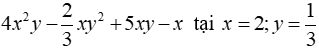 4x²y − 2/3 xy² + 5xy − x tại x = 2; y = 1/3